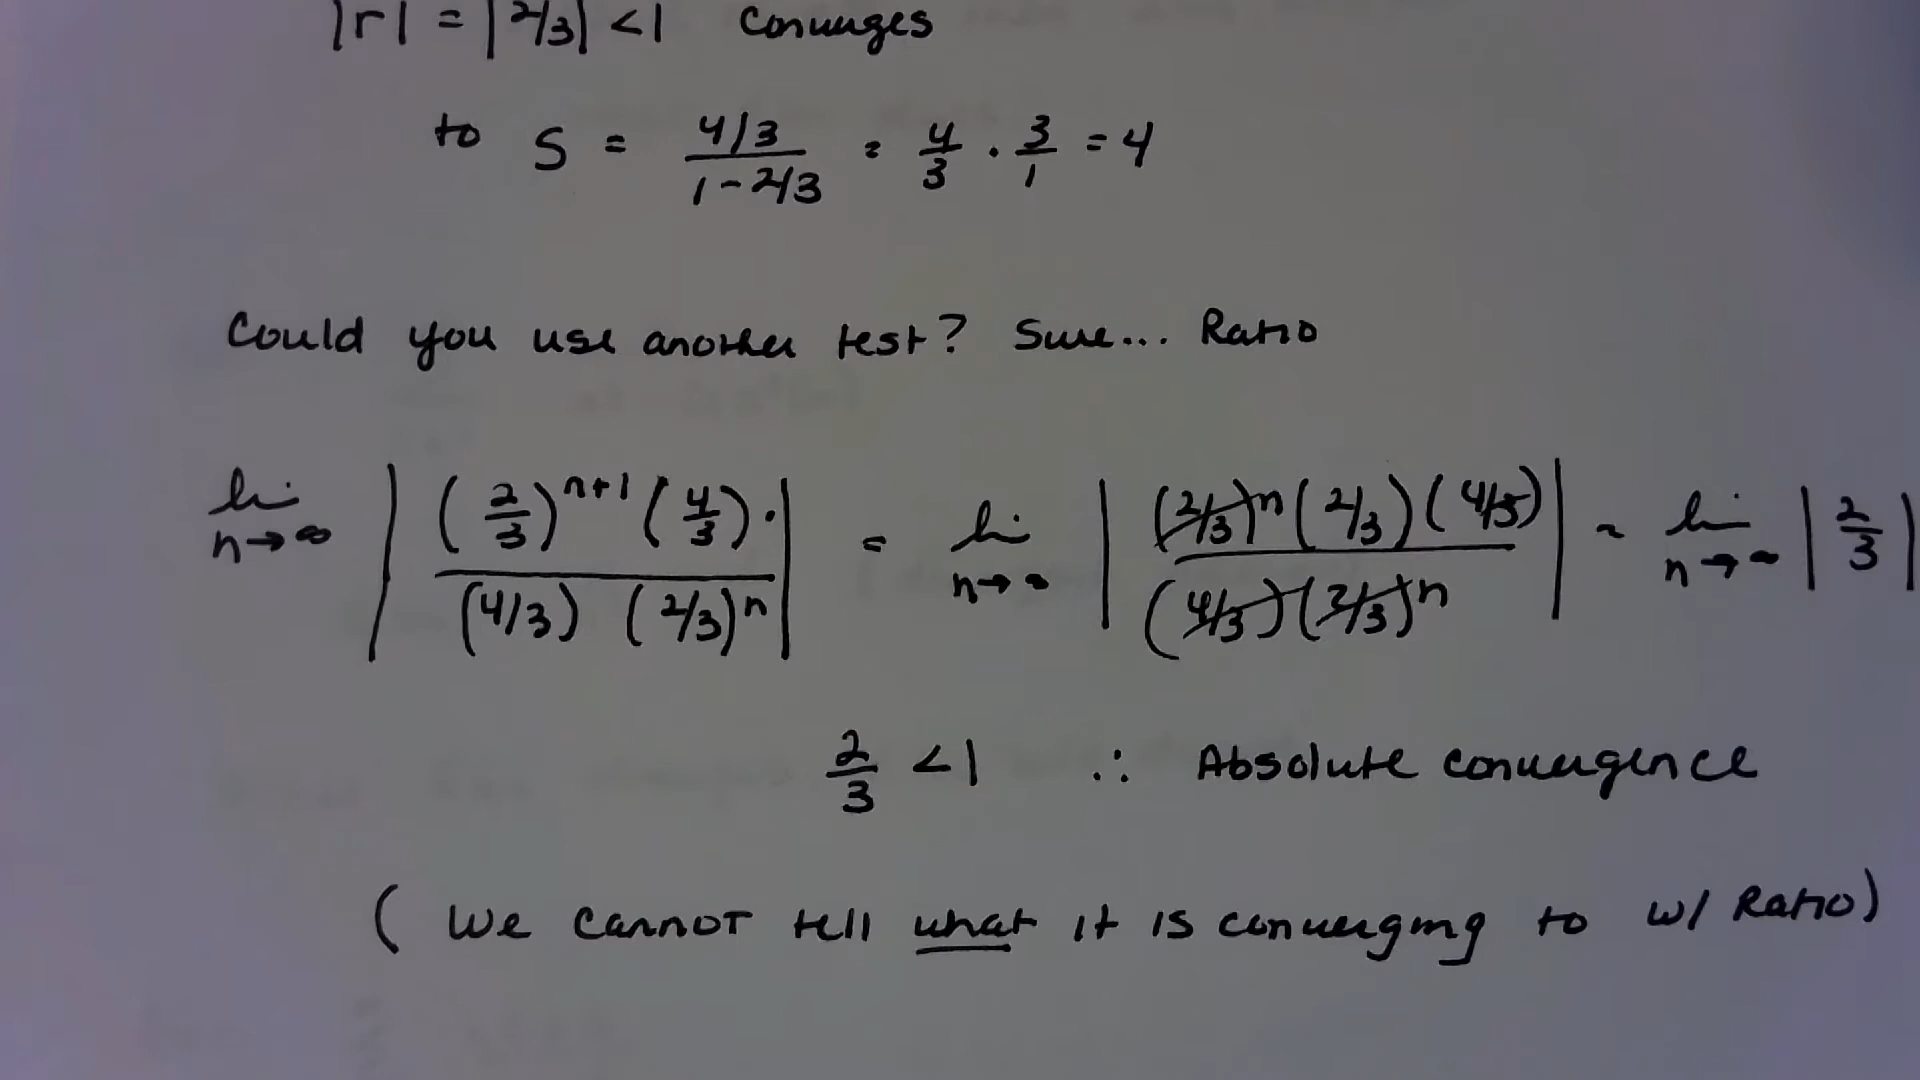 |r| = |2/3| < 1 Converges
to S = (4/3)/(1 - 2/3) = 4/3 · 3/1 = 4
Could you use another test? Sure... Ratio
lim n→∞ | (2/3)^(n+1) (4/3) · / (4/3) (2/3)^n | = lim n→∞ | (2/3)^n (2/3) (4/3) / (4/3) (2/3)^n | = lim n→∞ | 2/3 |
2/3 < 1 ∴ Absolute convergence
( We cannot tell what it is converging to w/ Ratio)